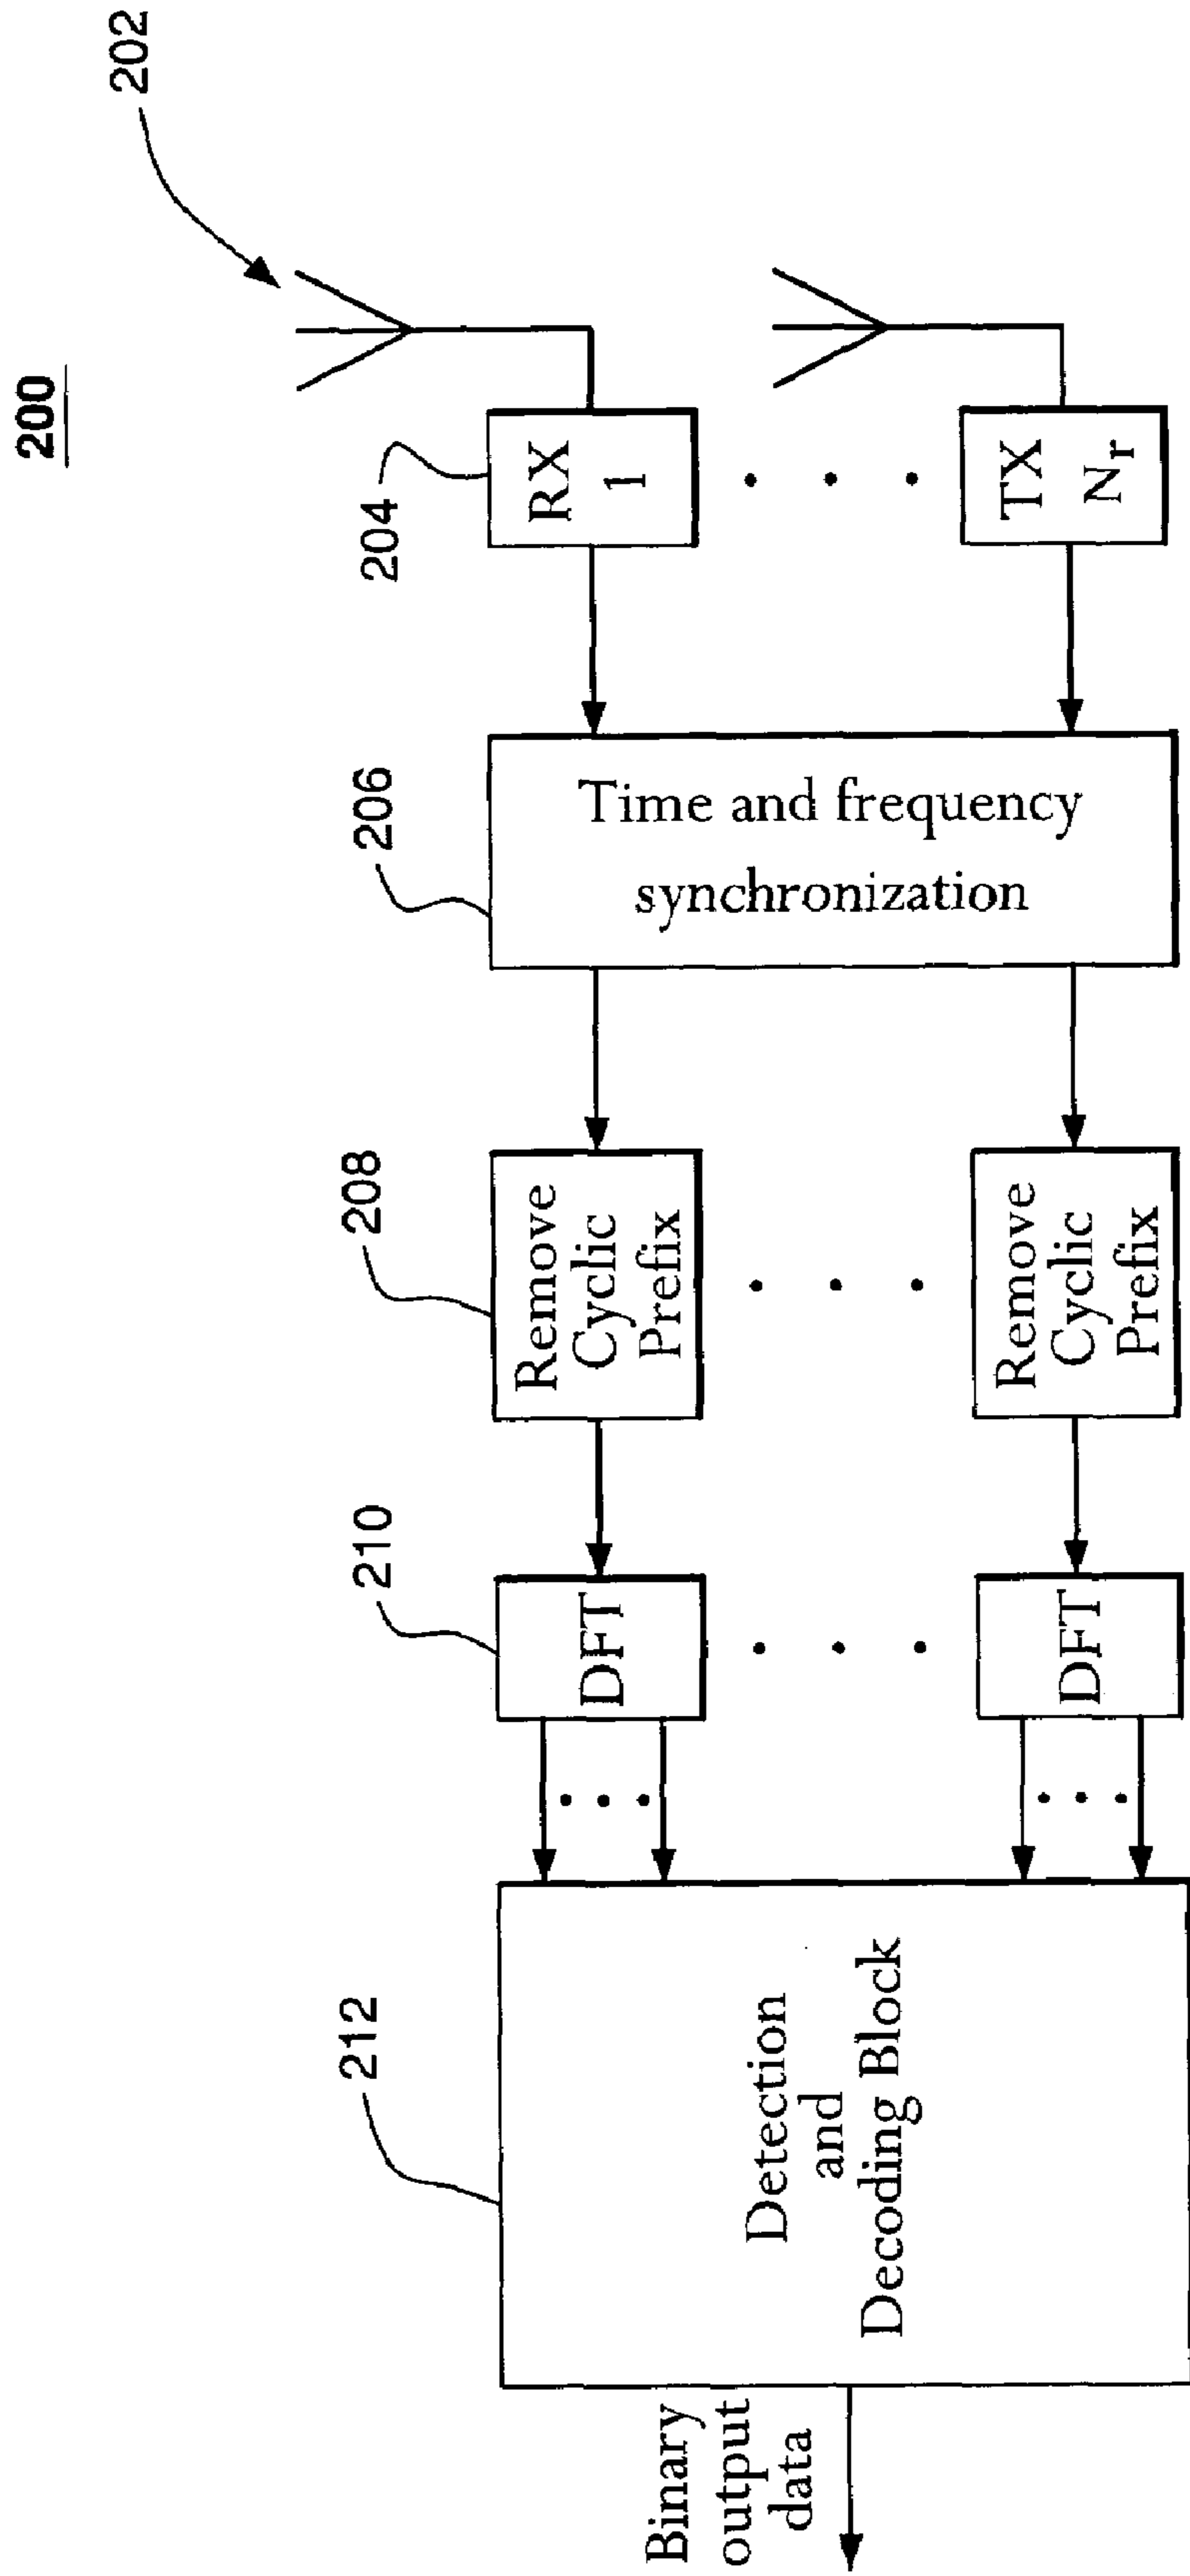 200
202
204
RX
1
TX
Nr
206
Time and frequency
synchronization
208
Remove
Cyclic
Prefix
Remove
Cyclic
Prefix
210
DFT
DFT
212
Detection
and
Decoding Block
Binary
output
data